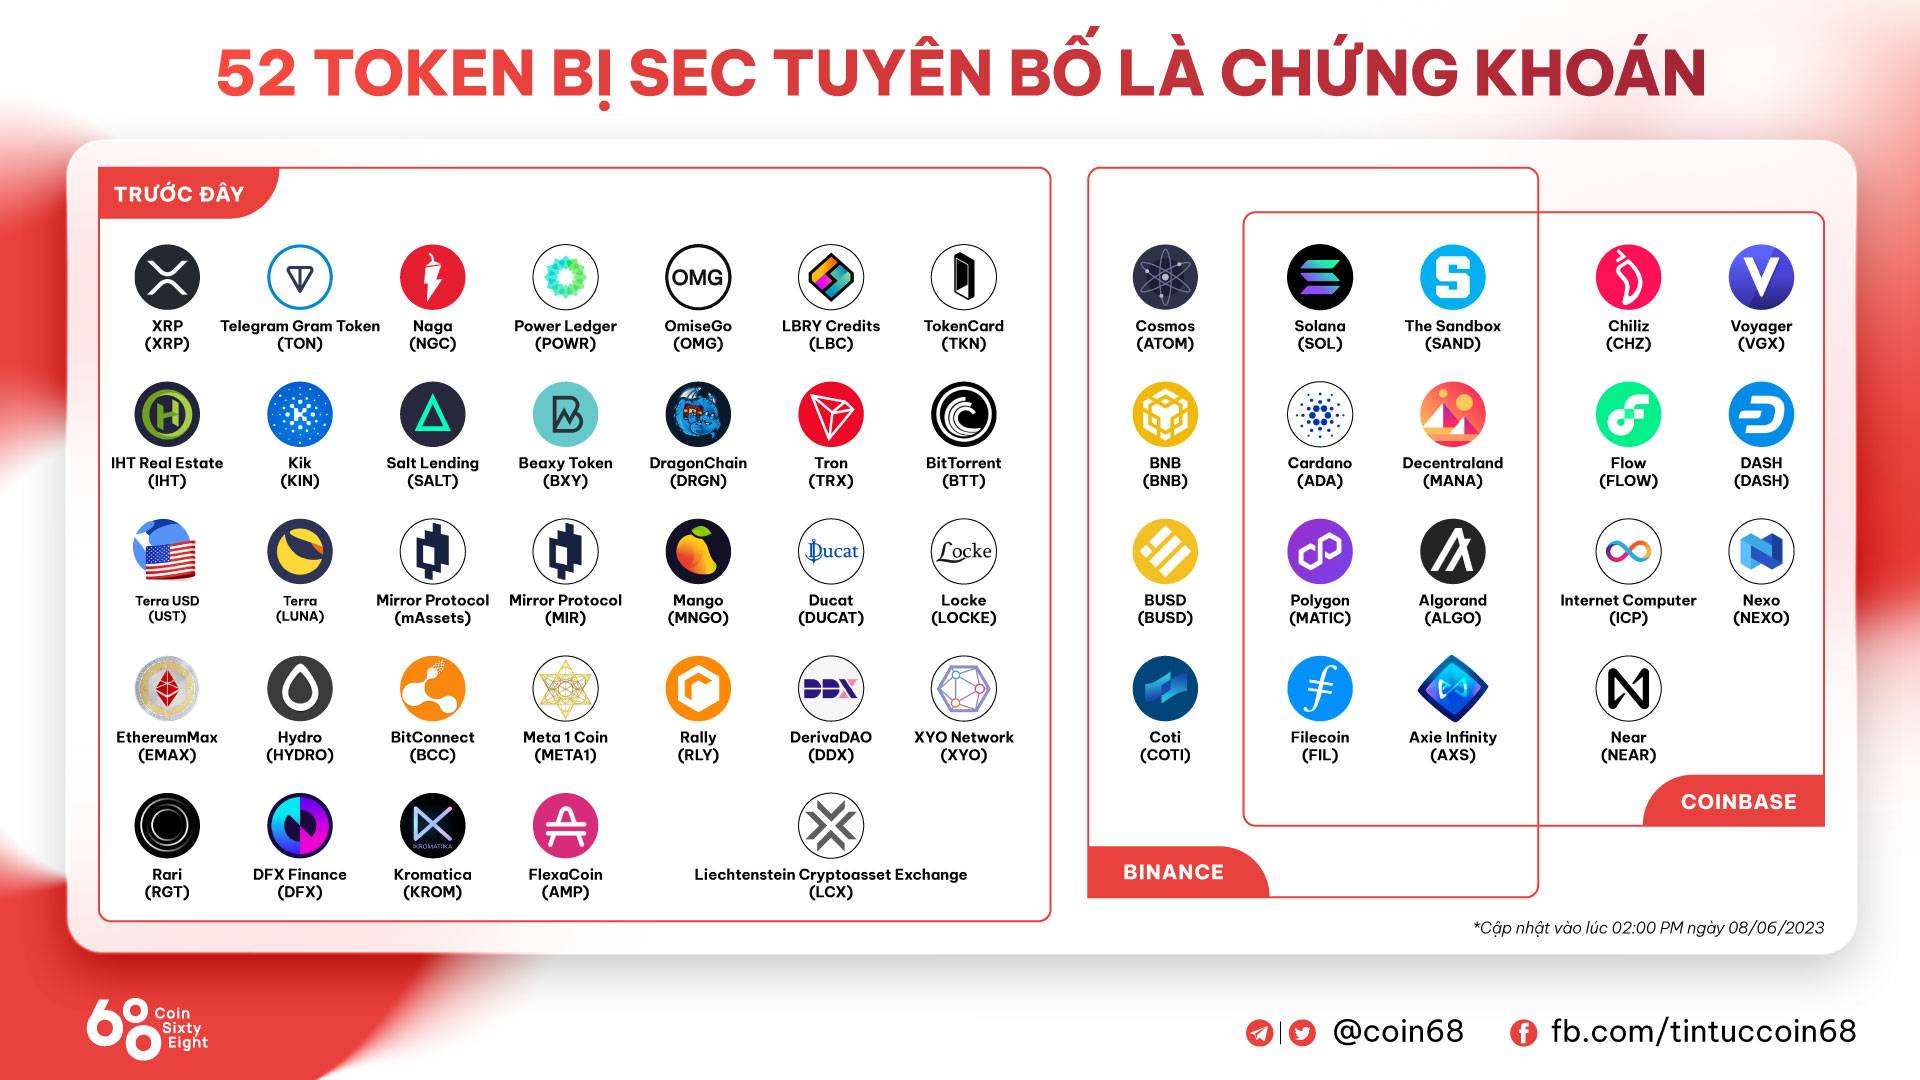 52 TOKEN BỊ SEC TUYÊN BỐ LÀ CHỨNG KHOÁN
TRƯỚC ĐÂY
XRP
(XRP)
Telegram Gram Token
(TON)
Naga
(NGC)
Power Ledger
(POWR)
OMG
OmiseGo
(OMG)
LBRY Credits
(LBC)
TokenCard
(TKN)
IHT Real Estate
(IHT)
Kik
(KIN)
Salt Lending
(SALT)
Beaxy Token
(BXY)
DragonChain
(DRGN)
Tron
(TRX)
BitTorrent
(BTT)
Terra USD
(UST)
Terra
(LUNA)
Mirror Protocol
(mAssets)
Mirror Protocol
(MIR)
Mango
(MNGO)
Ducat
Ducat
(DUCAT)
Locke
Locke
(LOCKE)
EthereumMax
(EMAX)
Hydro
(HYDRO)
BitConnect
(BCC)
Meta 1 Coin
(META1)
Rally
(RLY)
DDX
DerivaDAO
(DDX)
XYO Network
(XYO)
Rari
(RGT)
DFX Finance
(DFX)
KROMATIKA
Kromatica
(KROM)
FlexaCoin
(AMP)
Liechtenstein Cryptoasset Exchange
(LCX)
Cosmos
(ATOM)
Solana
(SOL)
S
The Sandbox
(SAND)
Chiliz
(CHZ)
V
Voyager
(VGX)
BNB
(BNB)
Cardano
(ADA)
Decentraland
(MANA)
Flow
(FLOW)
DASH
(DASH)
BUSD
(BUSD)
Polygon
(MATIC)
Algorand
(ALGO)
Internet Computer
(ICP)
Nexo
(NEXO)
Coti
(COTI)
Filecoin
(FIL)
Axie Infinity
(AXS)
Near
(NEAR)
COINBASE
BINANCE
*Cập nhật vào lúc 02:00 PM ngày 08/06/2023
68 Coin
Sixty
Eight
@coin68
fb.com/tintuccoin68